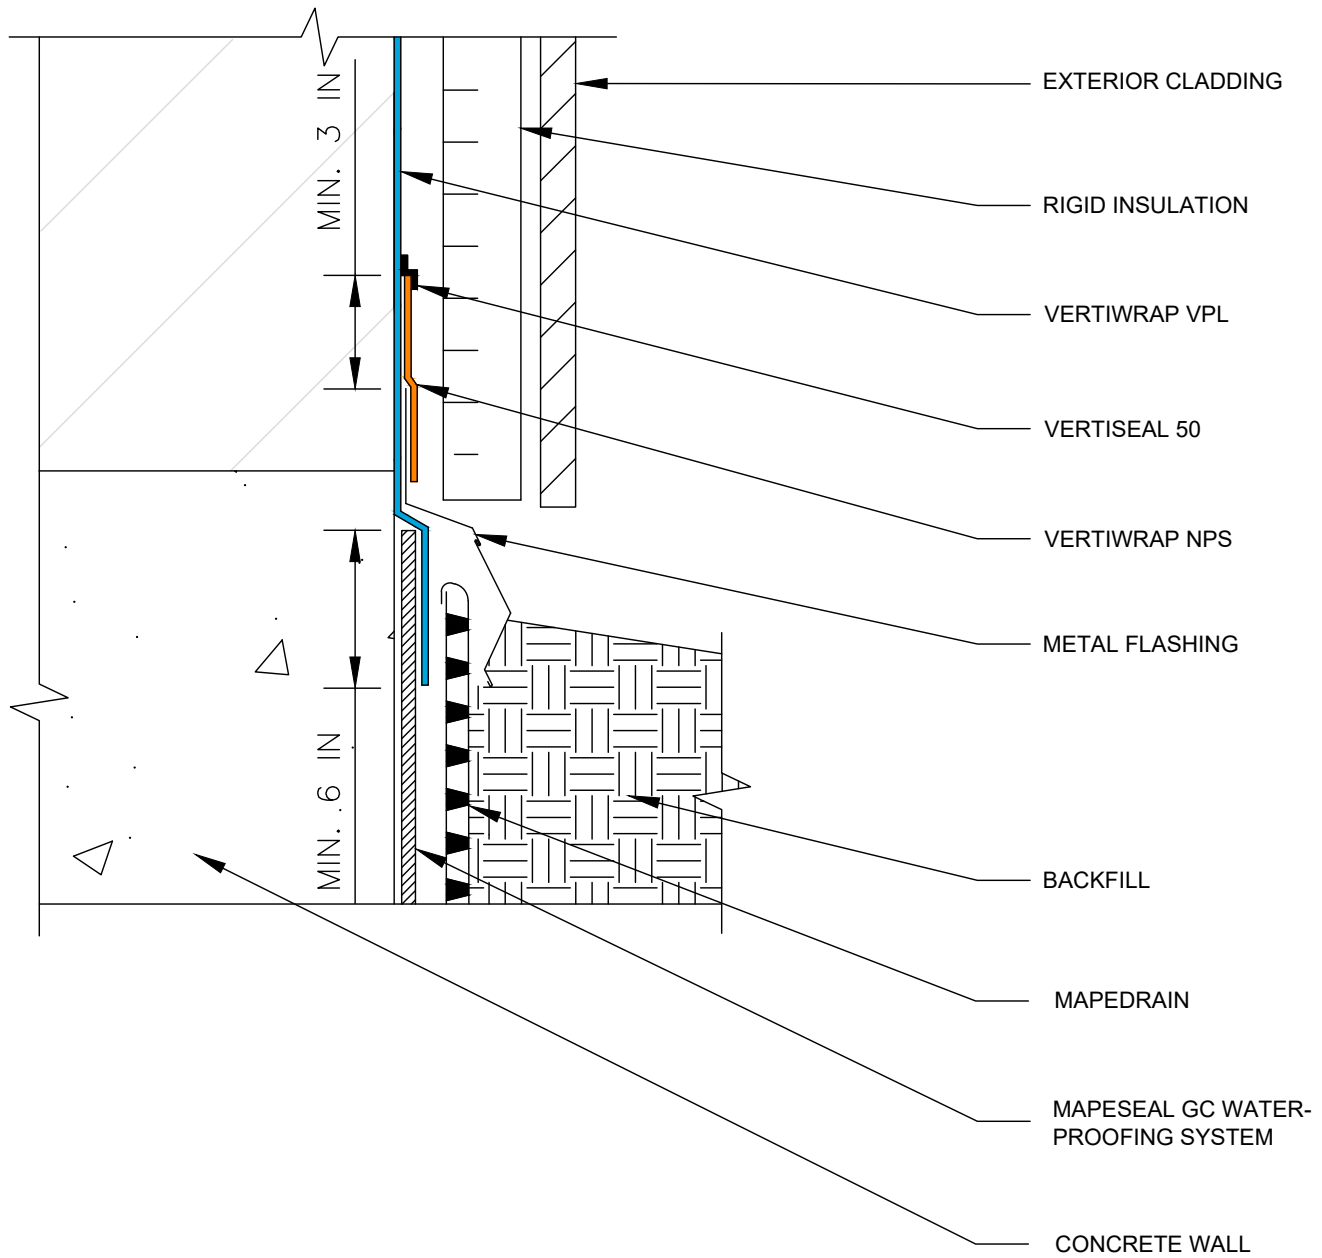 MIN. 3 IN
EXTERIOR CLADDING
RIGID INSULATION
VERTIWRAP VPL
VERTISEAL 50
VERTIWRAP NPS
METAL FLASHING
MIN. 6 IN
BACKFILL
MAPEDRAIN
MAPESEAL GC WATER-
PROOFING SYSTEM
CONCRETE WALL